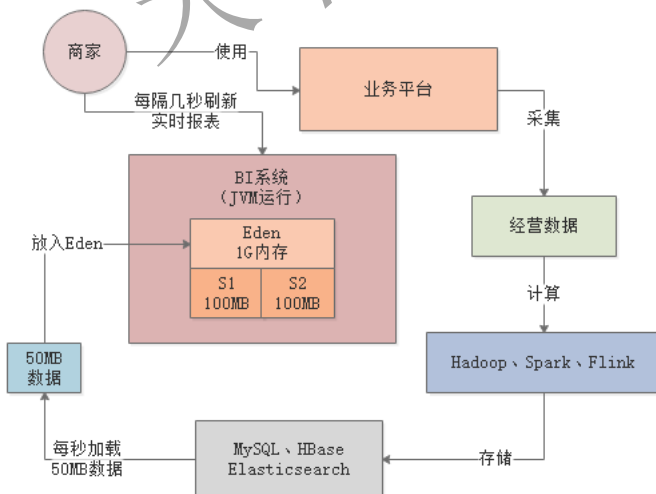 商家
使用
业务平台
每隔几秒刷新
实时报表
采集
BI系统
（JVM运行）
Eden
1G内存
S1
100MB
S2
100MB
放入Eden
经营数据
计算
50MB
数据
Hadoop、Spark、Flink
每秒加载
50MB数据
MySQL、HBase
Elasticsearch
存储